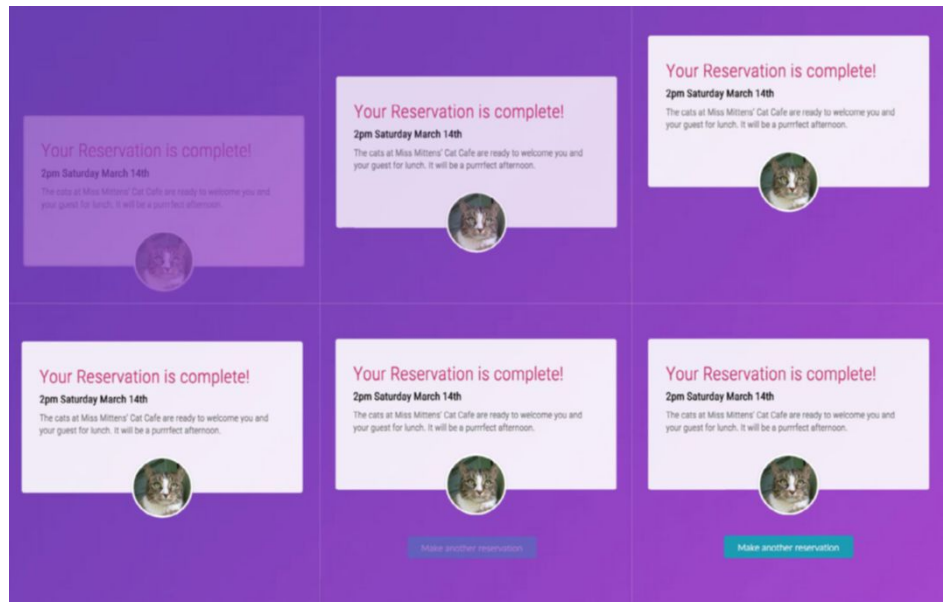 Your Reservation is complete!
2pm Saturday March 14th
The cats at Miss Mittens' Cat Cafe are ready to welcome you and
your guest for lunch. It will be a purrrfect afternoon.
Your Reservation is complete!
2pm Saturday March 14th
The cats at Miss Mittens' Cat Cafe are ready to welcome you and
your guest for lunch. It will be a purrrfect afternoon.
Your Reservation is complete!
2pm Saturday March 14th
The cats at Miss Mittens' Cat Cafe are ready to welcome you and
your guest for lunch. It will be a purrrfect afternoon.
Your Reservation is complete!
2pm Saturday March 14th
The cats at Miss Mittens' Cat Cafe are ready to welcome you and
your guest for lunch. It will be a purrrfect afternoon.
Your Reservation is complete!
2pm Saturday March 14th
The cats at Miss Mittens' Cat Cafe are ready to welcome you and
your guest for lunch. It will be a purrrfect afternoon.
Make another reservation
Your Reservation is complete!
2pm Saturday March 14th
The cats at Miss Mittens' Cat Cafe are ready to welcome you and
your guest for lunch. It will be a purrrfect afternoon.
Make another reservation